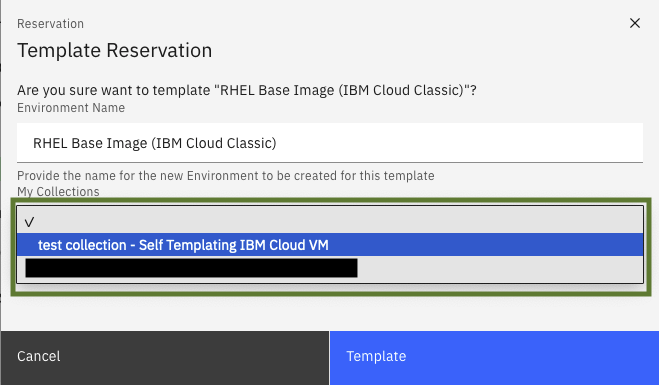 Reservation
Template Reservation
Are you sure want to template "RHEL Base Image (IBM Cloud Classic)"?
Environment Name
RHEL Base Image (IBM Cloud Classic)
Provide the name for the new Environment to be created for this template
My Collections
test collection - Self Templating IBM Cloud VM
Cancel
Template